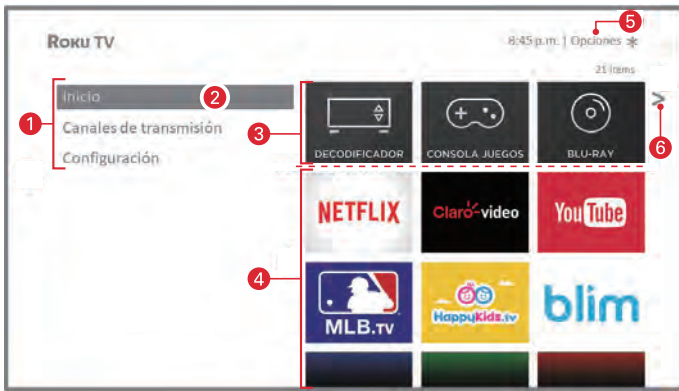 5
ROKU TV
8:45 p.m. | Opciones *
21 items
Inicio
2
1
Canales de transmisión
Configuración
3
DECODIFICADOR
CONSOLA JUEGOS
BLU-RAY
>
6
NETFLIX
Claro-video
YouTube
4
MLB.TV
HappyKids.tv
blim